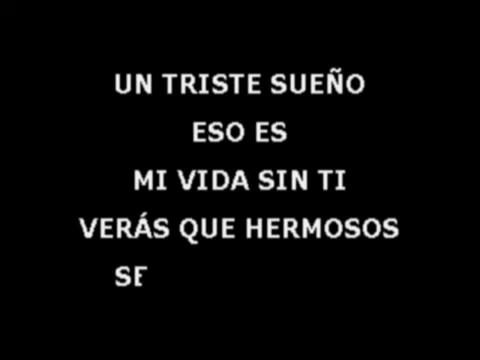 UN TRISTE SUEÑO
ESO ES
MI VIDA SIN TI
VERÁS QUE HERMOSOS